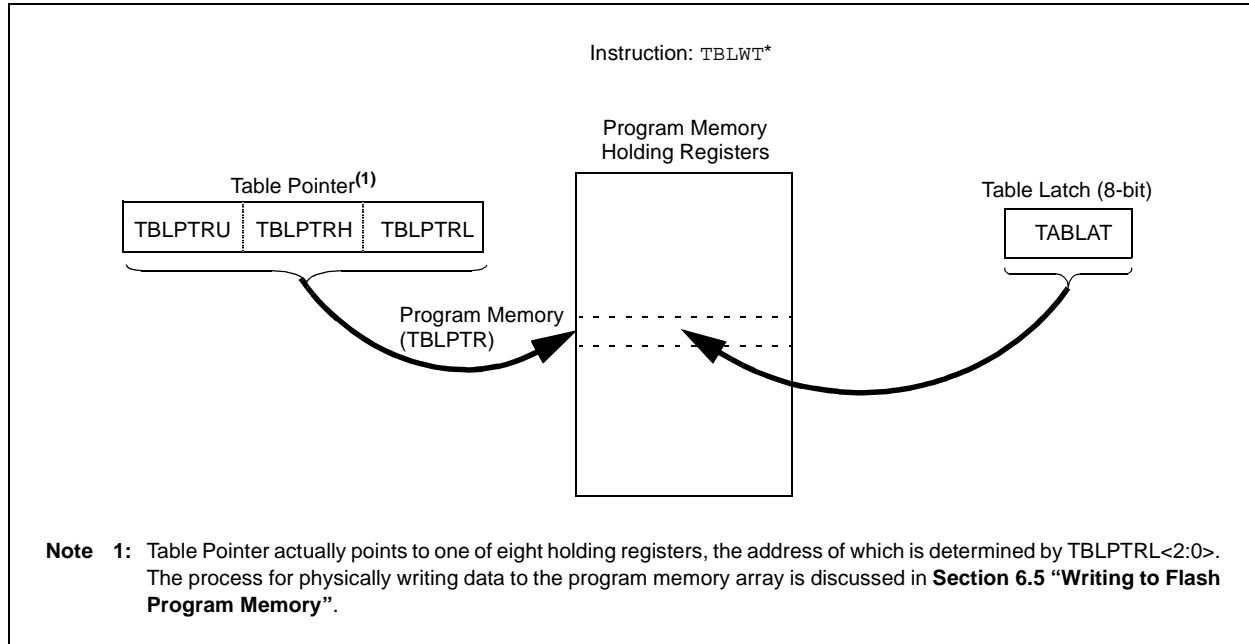 Instruction: TBLWT*
Program Memory
Holding Registers
Table Pointer(1)
Table Latch (8-bit)
TBLPTRU TBLPTRH TBLPTRL
TABLAT
Program Memory
(TBLPTR)
Note 1: Table Pointer actually points to one of eight holding registers, the address of which is determined by TBLPTRL<2:0>.
The process for physically writing data to the program memory array is discussed in Section 6.5 “Writing to Flash
Program Memory”.